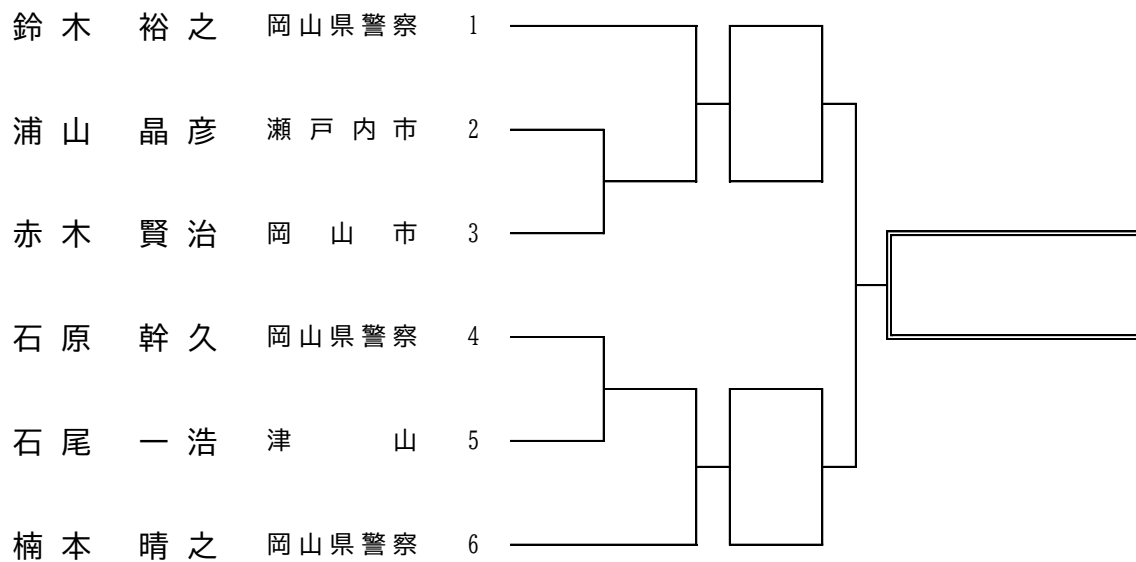 鈴木 裕之 岡山県警察 1
浦山 晶彦 瀬戸内市 2
赤木 賢治 岡山市 3
石原 幹久 岡山県警察 4
石尾 一浩 津山 5
楠本 晴之 岡山県警察 6